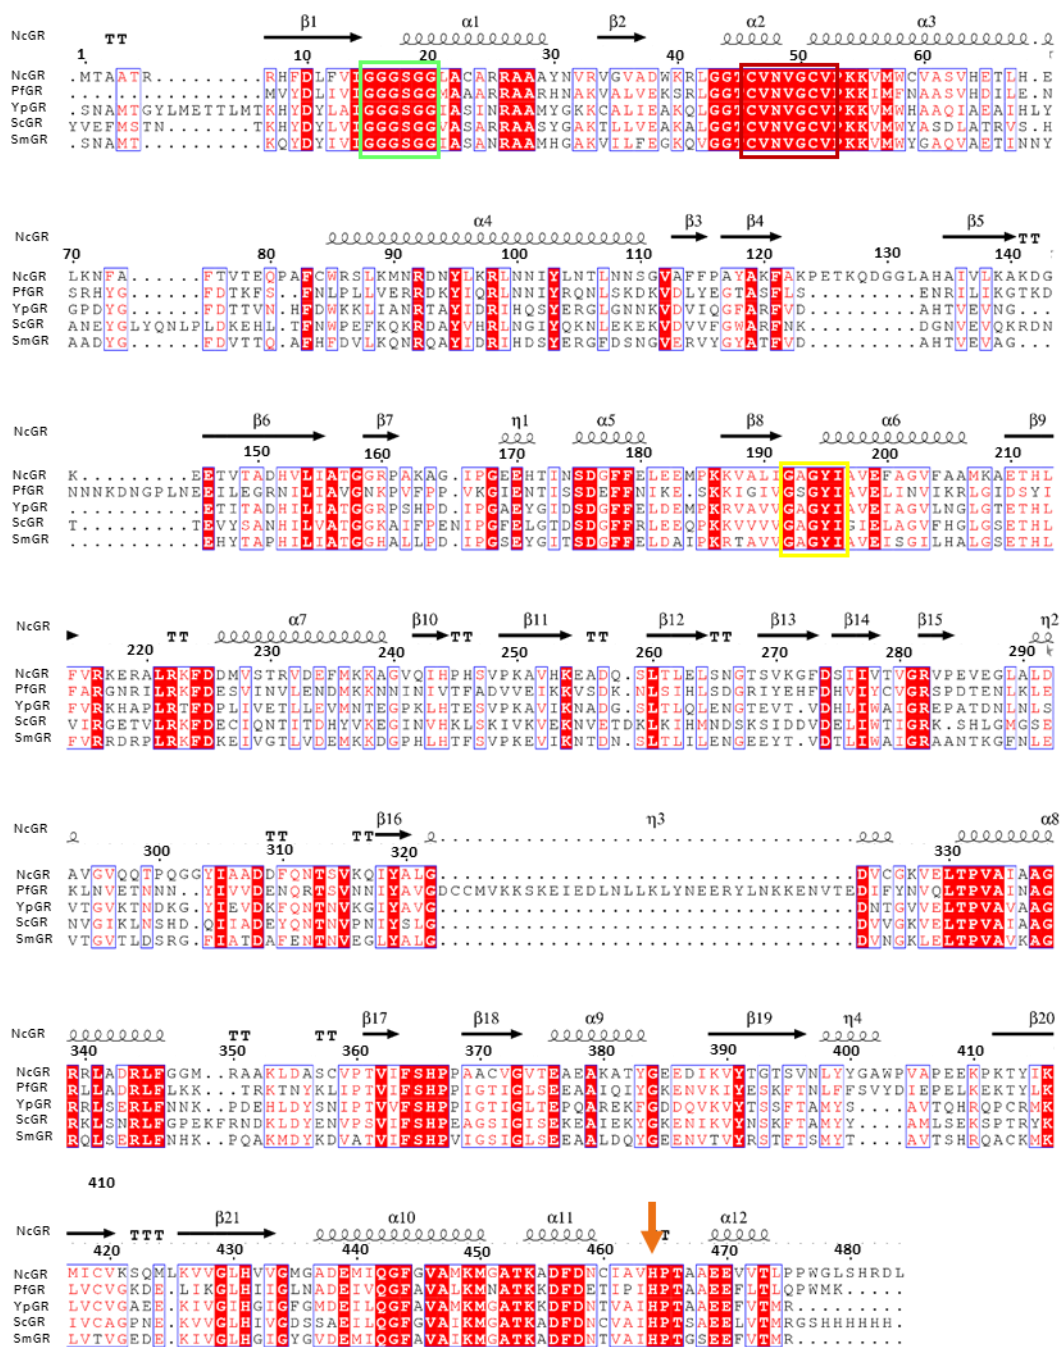 NcGR TT β1 α1 β2 α2 α3
1 10 20 30 40 50 60
NcGR .MTAATR.........RHFDLFVIGGGSGGLACARRAAAYNVRVGVADWKRLGGTCVNVGCVPKKVMWCVASVHETLH.E
PfGR ................MVYDLIVIGGGSGGMAAARRAARHNAKVALVEKSRLGGTCVNVGCVPKKIMFNAASVHDILE.N
YpGR .SNAMTGYLMETTLMTKHYDYLAIGGGSGGIASINRAAMYGKKCALIEAKQLGGTCVNVGCVPKKVMWHAAQIAEAIHLY
ScGR YVEFMSTN.......TKHYDYLVIGGGSGGVASARRAASYGAKTLLVEAKALGGTCVNVGCVPKKVMWYASDLATRVS.H
SmGR .SNAMT..........KQYDYIVIGGGSGGIASANRAAMHGAKVILFEGKQVGGTCVNVGCVPKKVMWYGAQVAETINNY
NcGR α4 β3 β4 β5 TT
70 80 90 100 110 120 130 140
NcGR LKNFA......FTVTEQPAFCWRSLKMNRDNYLKRLNNIYLNTLNNSGVAFFPAYAKFAKPETKQDGGLAHAIVLKAKDG
PfGR SRHYG......FDTKFS..FNLPLLVERRDKYIQRLNNIYRQNLSKDKVDLYEGTASFLS........ENRILIKGTKD
YpGR GPDYG......FDTTVN.HFDWKKLIANRTAYIDRIHQSYERGLGNNKVDVIQGFARFVD........AHTVEVNG...
ScGR ANEYGLYQNLPLDKEHL.TFNWPEFKQKRDAYVHRLNGIYQKNLEKEKVDVVFGWARFNK........DGNVEVQKRDN
SmGR AADYG......FDVTTQ.AFHFDVLKQNRQAYIDRIHDSYERGFDSNGVERVYGYATFVD........AHTVEVAG...
NcGR β6 β7 η1 α5 β8 α6 β9
150 160 170 180 190 200 210
NcGR K.........EETVTADHVLIATGGRPAKAG.IPGEEHTINSDGFFELEEMPKKVALIGAGYIAVEFAGVFAAMKAETHL
PfGR NNNKDNGPLNEEILEGRNILIAVGNKPVFPP.VKGIENTISSDEFFNIKE.SKKIGIVGSGYIAVELINVIKRLGIDSYI
YpGR ..........ETITADHILIATGGRPSHPD.IPGAEYGITSDGFFELDEMPKRVAVVGAGYIAVEIAGVLNGLGTETHL
ScGR T.........TEVYSANHILVATGGKAIFPENIPGFELGTDSDGFFRLEEQPKKVVVVGAGYIGIELAGVFHGLGSETHL
SmGR ..........EHYTAPHILIATGGHALLPD.IPGSEYGITSDGFFELDAIPKRTAVVGAGYIAVEISGILHALGSETHL
NcGR TT α7 β10 TT β11 TT β12 TT β13 β14 β15 η2
220 230 240 250 260 270 280 290
NcGR FVRKERALRKFDDMVSTRVDEFMKKAGVQIHPHSVPKAVHKEADQ.SLTLELSNGTSVKGFDSIIVTVGRVPEVEGLALD
PfGR FARGNRILRKFDESVINVLENDMKKNNINIVTFADVVEIKKVSDK.NLSIHLSDGRIYEHFDHVIYCVGRSPDTENLKLE
YpGR FVRKHAPLRTFDPLIVETLLEVMNTEGPKLHTESVPKAVIKNADG.SLTLQLENGTEVT.VDHLIWAIGREPATDNLNLS
ScGR VIRGETVLRKFDECIQNTITDHYVKEGINVHKLSKIVKVEKNVETDKLKIHMNDSKSIDDVDELIWTIGRK.SHLGMGSE
SmGR FVRRDRPLRKFDKEIVGTLVDEMKKDGPHLHTFSVPKEVIKNTDN.SLTLILENGEEYT.VDTLIWAIGRAANTKGFNLE
NcGR TT TT β16 η3 α8
300 310 320 330
NcGR AVGVQQTPQGGYIAADDFQNTSVKQIYALG...................................DVCGKVELTPVAIAAG
PfGR KLNVETNNN..YIVVDENQRTSVNNIYAVGDCCMVKKSKEIEDLNLLKLYNEERYLNKKENVTEDIFYNVQLTPVAINAG
YpGR VTGVKTNDKG.YIEVDKFQNTNVKGIYAVG...................................DNTGVVELTPVAVAAG
ScGR NVGIKLNSHD.QIIADEYQNTNVPNIYSLG...................................DVVGKVELTPVAIAAG
SmGR VTGVTLDSRG.FIATDAFENTNVEGLYALG...................................DVNGKLELTPVAVKAG
NcGR TT TT β17 β18 α9 β19 η4 β20
340 350 360 370 380 390 400 410
NcGR RRLADRLFGGM..RAAKLDASCVPTVIFSHPPAACVGVTEAEAKATYGEEDIKVYTGTSVNLYYGAWPVAPEEKPKTYIK
PfGR RLLADRLFLKK...TRKTNYKLIPTVIFSHPPIGTIGLSEEAAIQIYGKENVKIYESKFTNLFFSVYDIEPELKEKTYLK
YpGR RRLSERLFNNK.PDEHLDYSNIPTVVFSHPPIGTIGLTEPQAREKFGDDQVKVYTSSFTAMYS....AVTQHRQPCRMK
ScGR RKLSNRLFGPEKFRNDKLDYENVPSVIFSHPEAGSIGISEKEAIEKYGKENIKVYNSKFTAMYY....AMLSEKSPTRYK
SmGR RQLSERLFNHK.PQAKMDYKDVATVIFSHPVIGSIGLSEEAALDQYGEENVTVYRSTFTSMYT....AVTSHRQACKMK
410
NcGR TTT β21 α10 α11 T α12
420 430 440 450 460 470 480
NcGR MICVKSQMLKVVGLHVVGMGADEMIQGFGVAMKMGATKADFDNCIAVHPTAAEEVVTLPPWGLSHRDL
PfGR LVCVGKDE.LIKGLHIIGLNADEIVQGFAVALKMNATKKDFDETIPIHPTAAEEFLTLQPWMK.....
YpGR LVCVGAEE.KIVGIHGIGFGMDEILQGFAVAMKMGATKKDFDNTVAIHPTAAEEFVTMR.........
ScGR IVCAGPNE.KVVGLHIVGDSSAEILQGFGVAIKMGATKADFDNCVAIHPTSAEELVTMRGSHHHHHH.
SmGR LVTVGEDE.KIVGLHGIGYGVDEMIQGFAVAIKMGATKADFDNTVAIHPTGSEEFVTMR.........